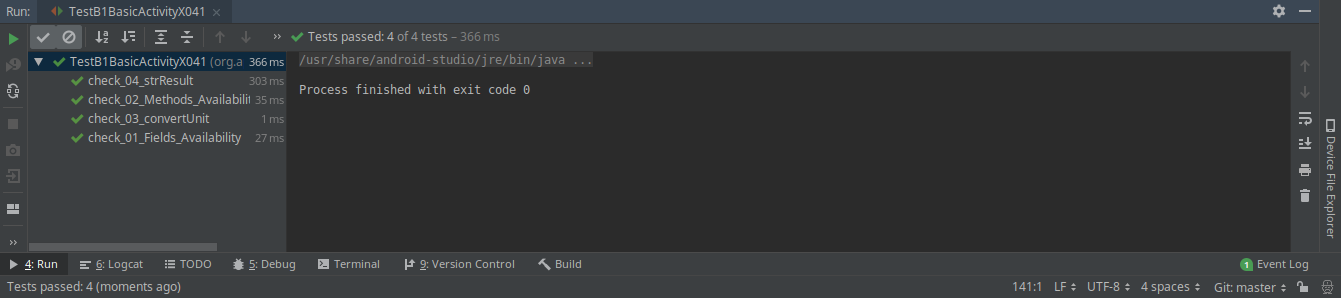 Run: TestB1BasicActivityX041
Tests passed: 4 of 4 tests – 366 ms
TestB1BasicActivityX041 (org.a 366 ms
check_04_strResult 303 ms
check_02_Methods_Availabilit 35 ms
check_03_convertUnit 1 ms
check_01_Fields_Availability 27 ms
/usr/share/android-studio/jre/bin/java ...
Process finished with exit code 0
Device File Explorer
4: Run 6: Logcat TODO 5: Debug Terminal 9: Version Control Build 1 Event Log
Tests passed: 4 (moments ago) 141:1 LF UTF-8 4 spaces Git: master